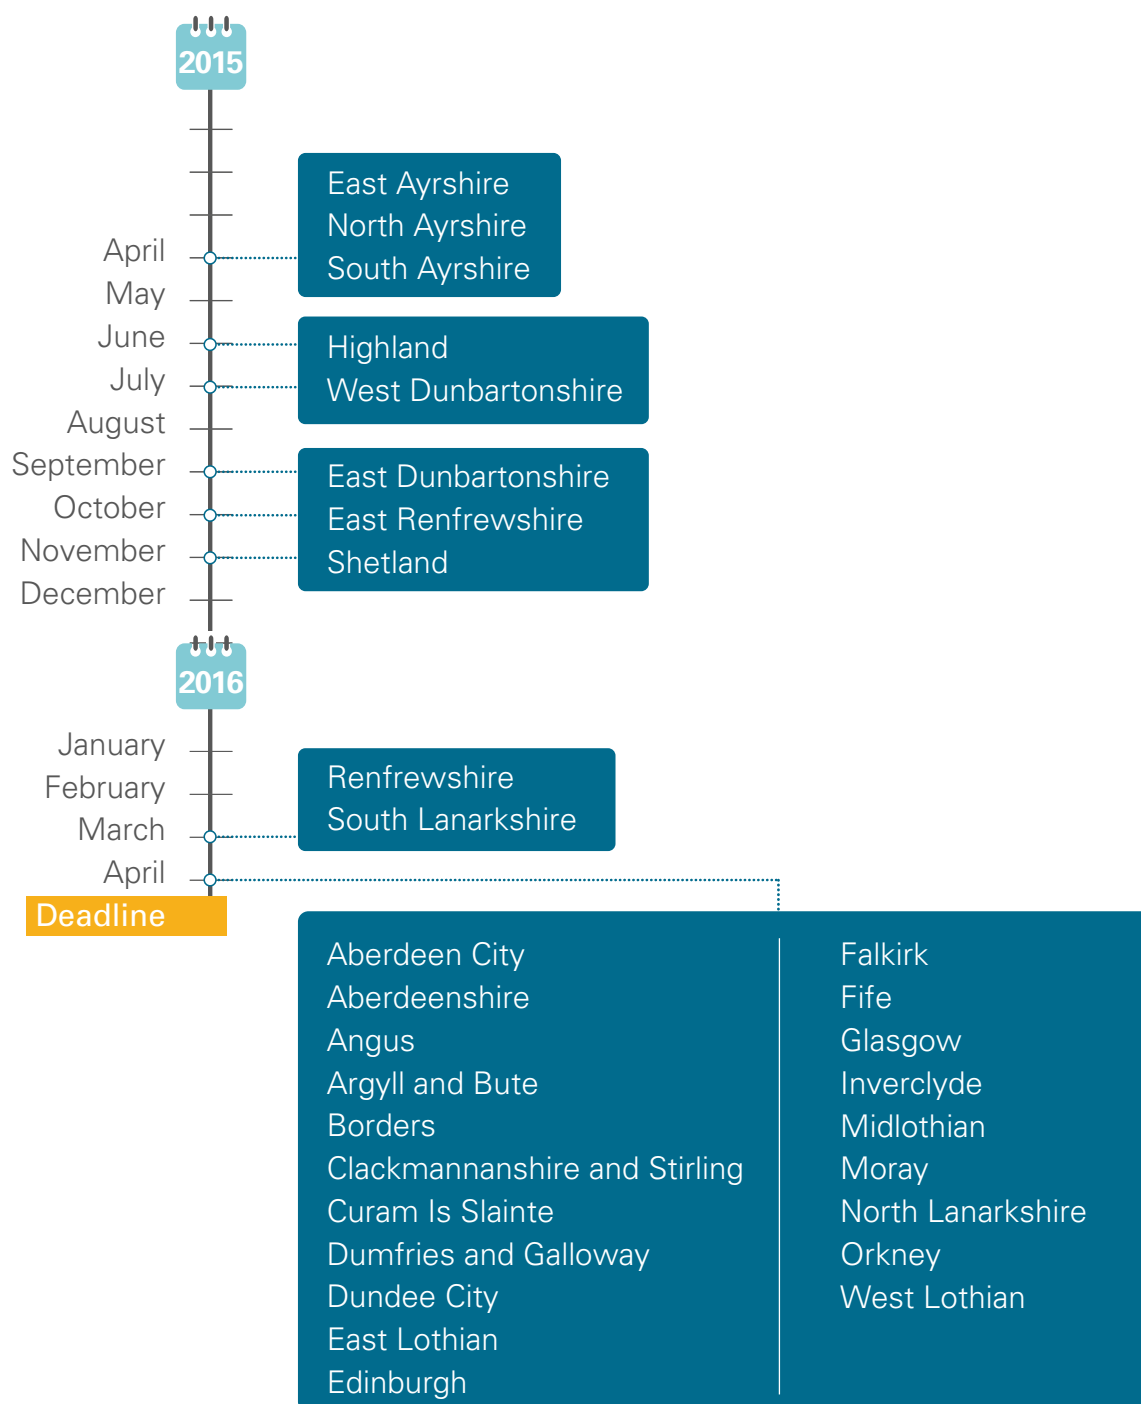 2015
East Ayrshire
North Ayrshire
April
South Ayrshire
May
June
Highland
July
West Dunbartonshire
August
September
East Dunbartonshire
October
East Renfrewshire
November
Shetland
December
2016
January
February
Renfrewshire
March
South Lanarkshire
April
Deadline
Aberdeen City
Aberdeenshire
Angus
Argyll and Bute
Borders
Clackmannanshire and Stirling
Curam Is Slainte
Dumfries and Galloway
Dundee City
East Lothian
Edinburgh
Falkirk
Fife
Glasgow
Inverclyde
Midlothian
Moray
North Lanarkshire
Orkney
West Lothian